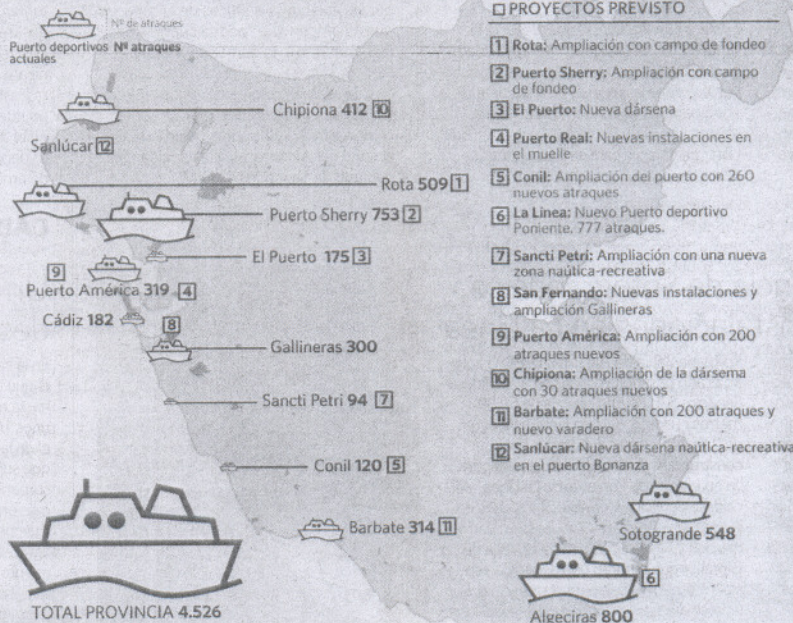 Nº de atraques
Puerto deportivos Nº atraques
actuales
Chipiona 412 10
Sanlúcar 12
Rota 509 1
Puerto Sherry 753 2
El Puerto 175 3
9
Puerto América 319 4
Cádiz 182
8
Gallineras 300
Sancti Petri 94 7
Conil 120 5
Barbate 314 11
TOTAL PROVINCIA 4.526
Sotogrande 548
6
Algeciras 800
PROYECTOS PREVISTO
1 Rota: Ampliación con campo de fondeo
2 Puerto Sherry: Ampliación con campo
de fondeo
3 El Puerto: Nueva dársena
4 Puerto Real: Nuevas instalaciones en
el muelle
5 Conil: Ampliación del puerto con 260
nuevos atraques
6 La Linea: Nuevo Puerto deportivo
Poniente. 777 atraques.
7 Sancti Petri: Ampliación con una nueva
zona naútica-recreativa
8 San Fernando: Nuevas instalaciones y
ampliación Gallineras
9 Puerto América: Ampliación con 200
atraques nuevos
10 Chipiona: Ampliación de la dársema
con 30 atraques nuevos
11 Barbate: Ampliación con 200 atraques y
nuevo varadero
12 Sanlúcar: Nueva dársena naútica-recreativa
en el puerto Bonanza